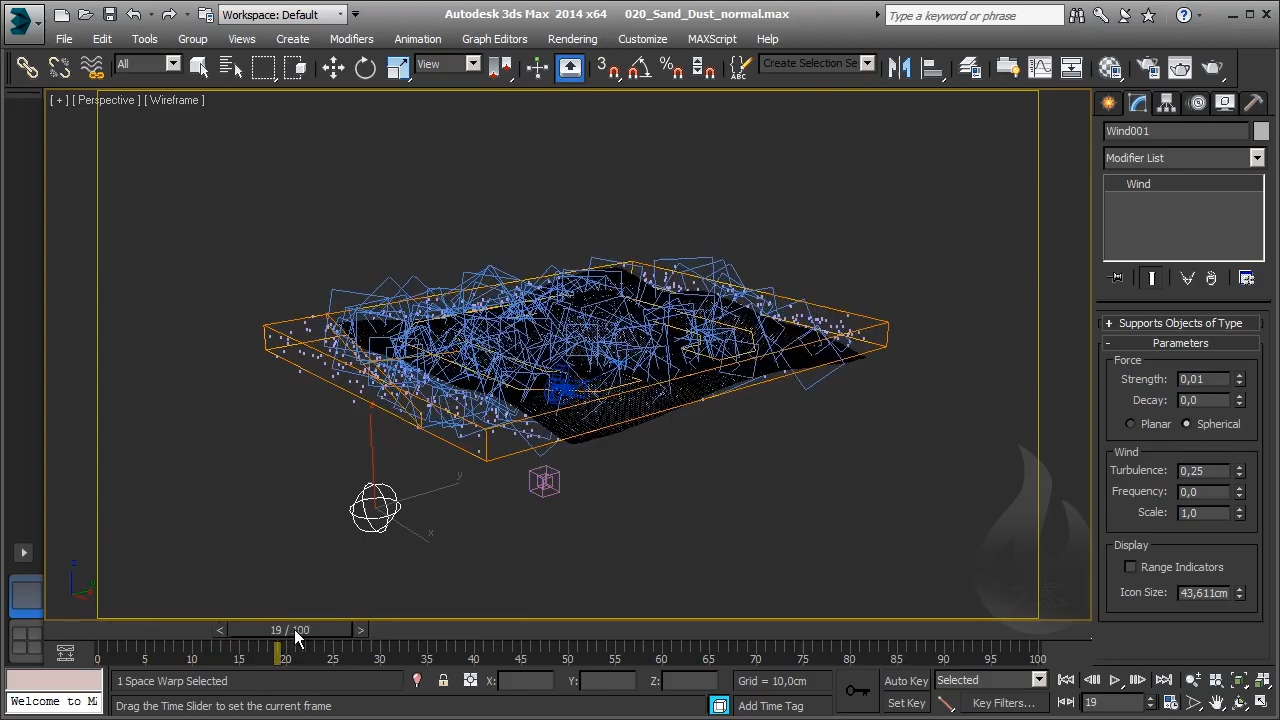 Workspace: Default
Autodesk 3ds Max 2014 x64 020_Sand_Dust_normal.max
Type a keyword or phrase
File Edit Tools Group Views Create Modifiers Animation Graph Editors Rendering Customize MAXScript Help
All
View
3
Create Selection Se
[ + ] [ Perspective ] [ Wireframe ]
Wind001
Modifier List
Wind
+ Supports Objects of Type
- Parameters
Force
Strength: 0,01
Decay: 0,0
Planar Spherical
Wind
Turbulence: 0,25
Frequency: 0,0
Scale: 1,0
Display
Range Indicators
Icon Size: 43,611cm
y
x
z
< 19 / 100 >
0 5 10 15 20 25 30 35 40 45 50 55 60 65 70 75 80 85 90 95 100
1 Space Warp Selected X: Y: Z: Grid = 10,0cm Auto Key Selected
Welcome to M
Drag the Time Slider to set the current frame Add Time Tag Set Key Key Filters... 19